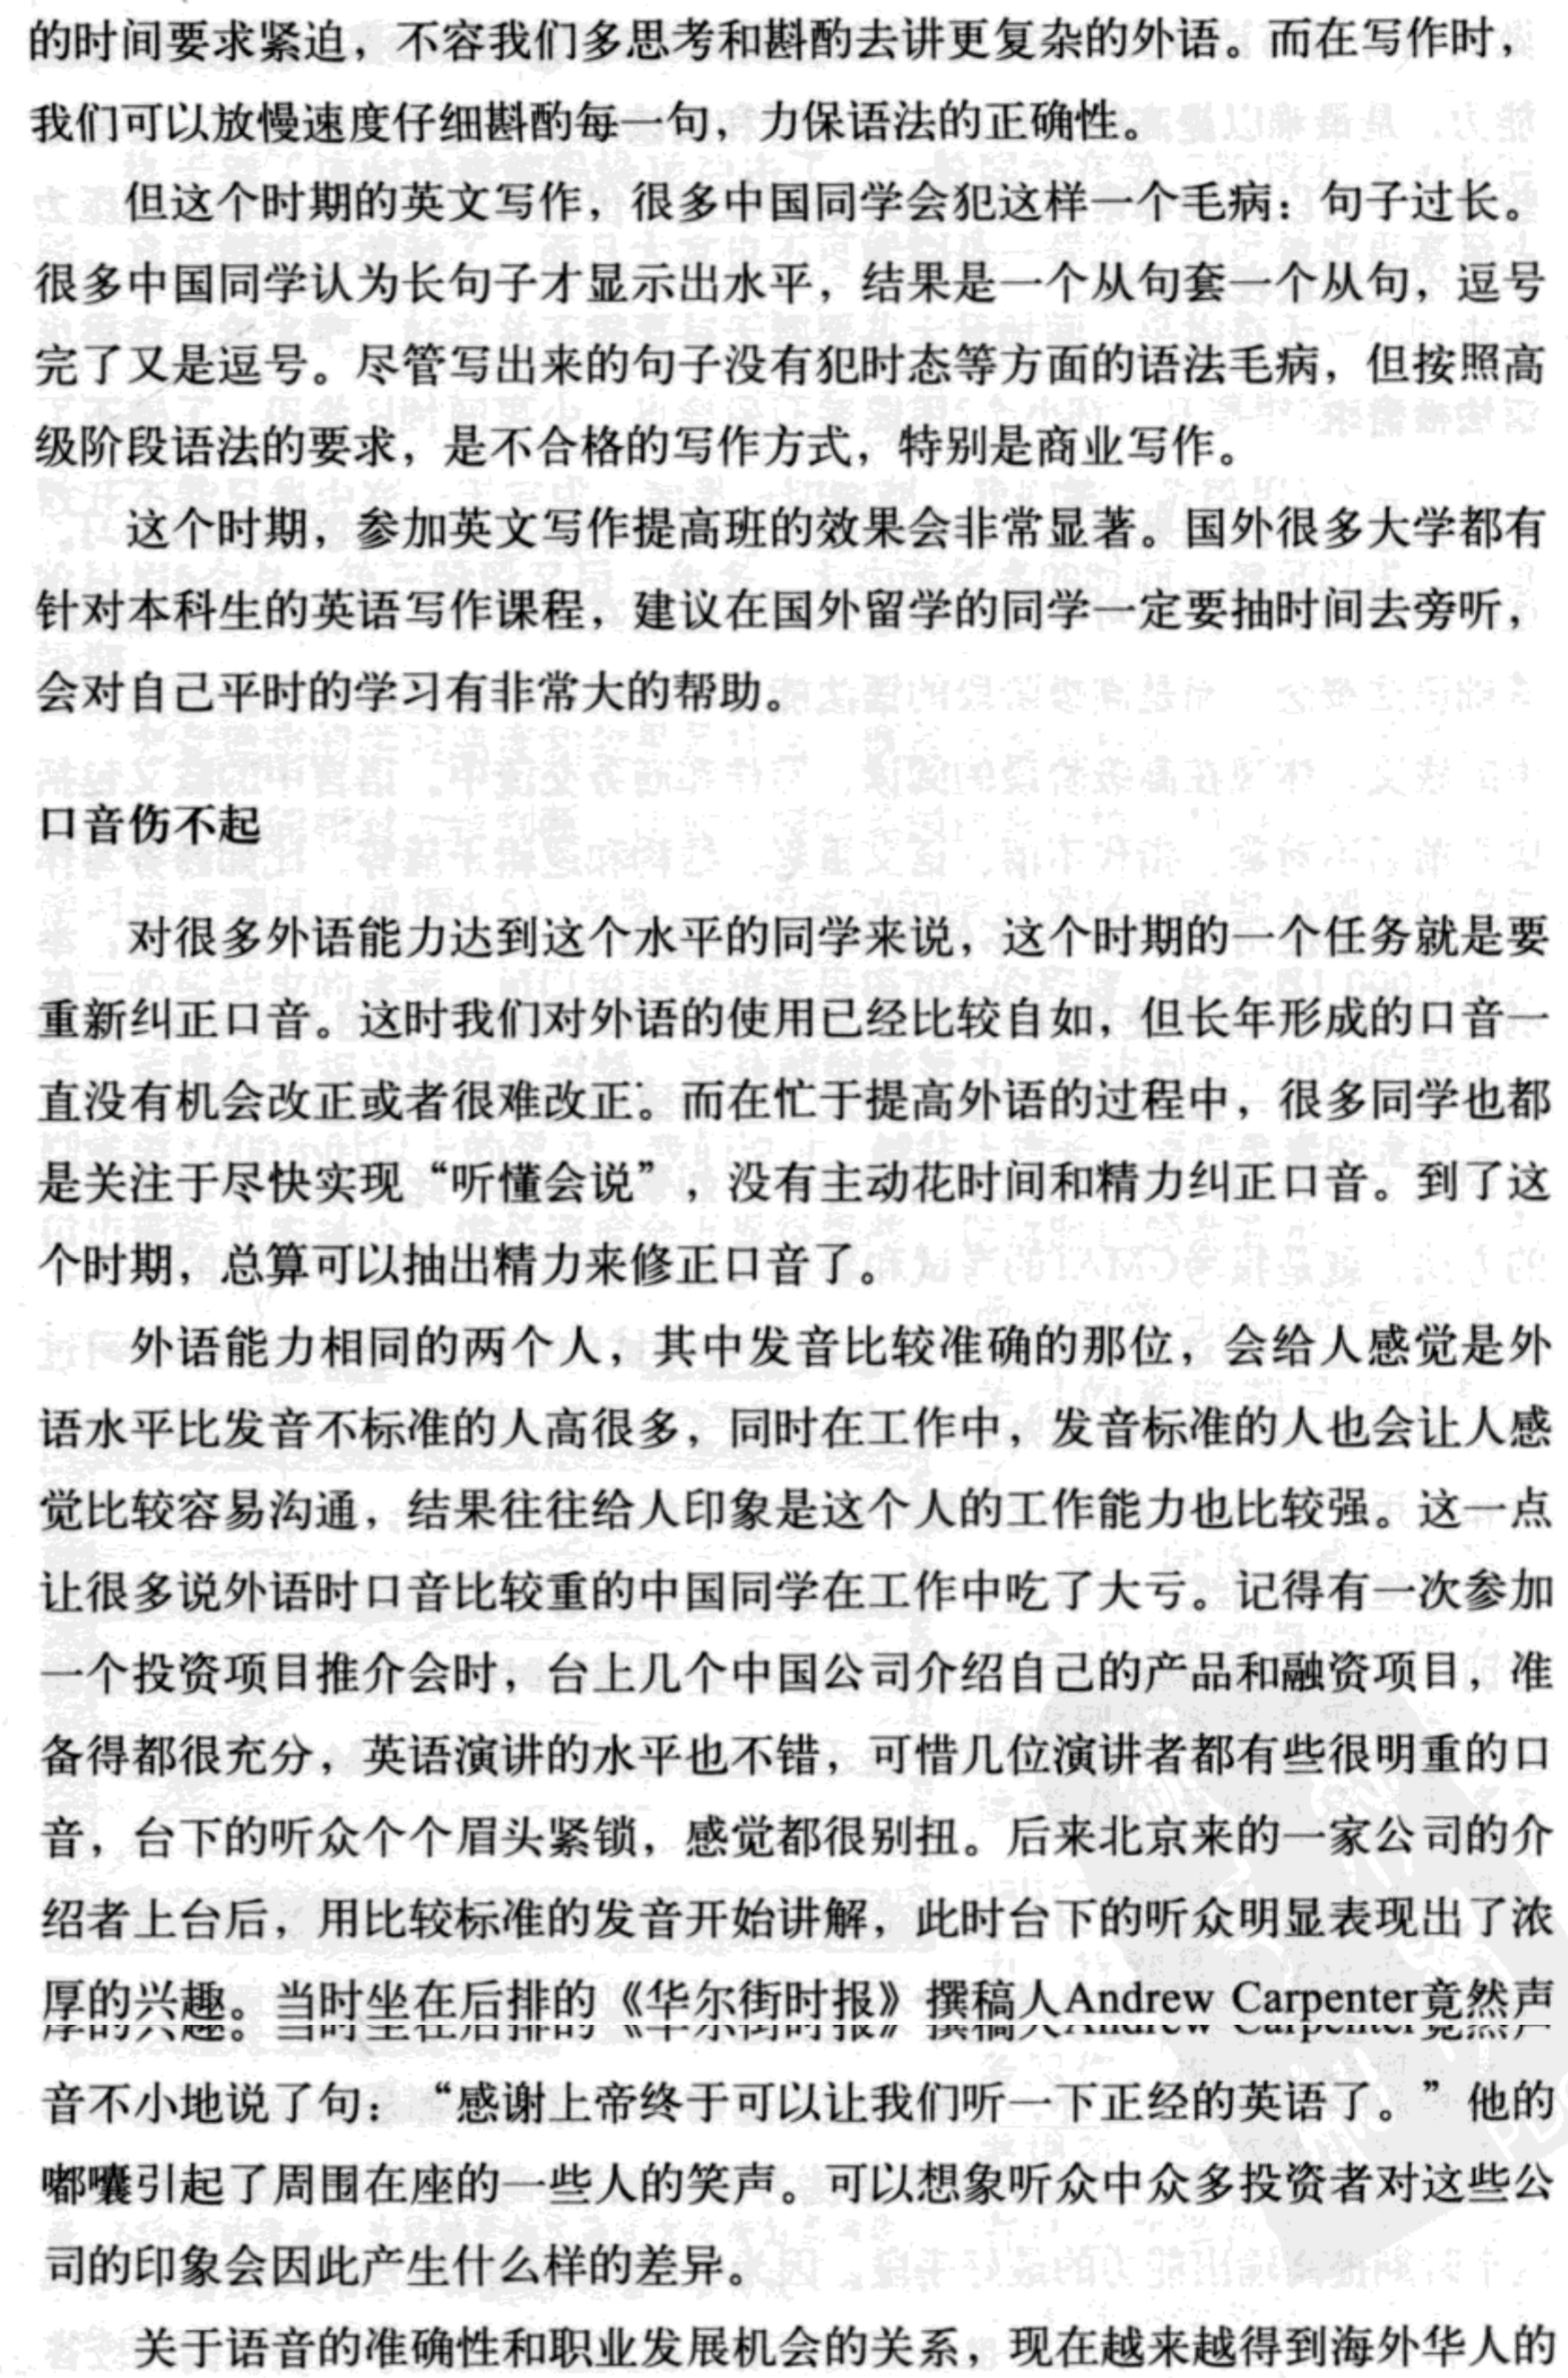 的时间要求紧迫，不容我们多思考和斟酌去讲更复杂的外语。而在写作时，
我们可以放慢速度仔细斟酌每一句，力保语法的正确性。
但这个时期的英文写作，很多中国同学会犯这样一个毛病：句子过长。
很多中国同学认为长句子才显示出水平，结果是一个从句套一个从句，逗号
完了又是逗号。尽管写出来的句子没有犯时态等方面的语法毛病，但按照高
级阶段语法的要求，是不合格的写作方式，特别是商业写作。
这个时期，参加英文写作提高班的效果会非常显著。国外很多大学都有
针对本科生的英语写作课程，建议在国外留学的同学一定要抽时间去旁听，
会对自己平时的学习有非常大的帮助。
口音伤不起
对很多外语能力达到这个水平的同学来说，这个时期的一个任务就是要
重新纠正口音。这时我们对外语的使用已经比较自如，但长年形成的口音一
直没有机会改正或者很难改正。而在忙于提高外语的过程中，很多同学也都
是关注于尽快实现“听懂会说”，没有主动花时间和精力纠正口音。到了这
个时期，总算可以抽出精力来修正口音了。
外语能力相同的两个人，其中发音比较准确的那位，会给人感觉是外
语水平比发音不标准的人高很多，同时在工作中，发音标准的人也会让人感
觉比较容易沟通，结果往往给人印象是这个人的工作能力也比较强。这一点
让很多说外语时口音比较重的中国同学在工作中吃了大亏。记得有一次参加
一个投资项目推介会时，台上几个中国公司介绍自己的产品和融资项目，准
备得都很充分，英语演讲的水平也不错，可惜几位演讲者都有些很明重的口
音，台下的听众个个眉头紧锁，感觉都很别扭。后来北京来的一家公司的介
绍者上台后，用比较标准的发音开始讲解，此时台下的听众明显表现出了浓
厚的兴趣。当时坐在后排的《华尔街时报》撰稿人Andrew Carpenter竟然声
音不小地说了句：“感谢上帝终于可以让我们听一下正经的英语了。”他的
嘟囔引起了周围在座的一些人的笑声。可以想象听众中众多投资者对这些公
司的印象会因此产生什么样的差异。
关于语音的准确性和职业发展机会的关系，现在越来越得到海外华人的